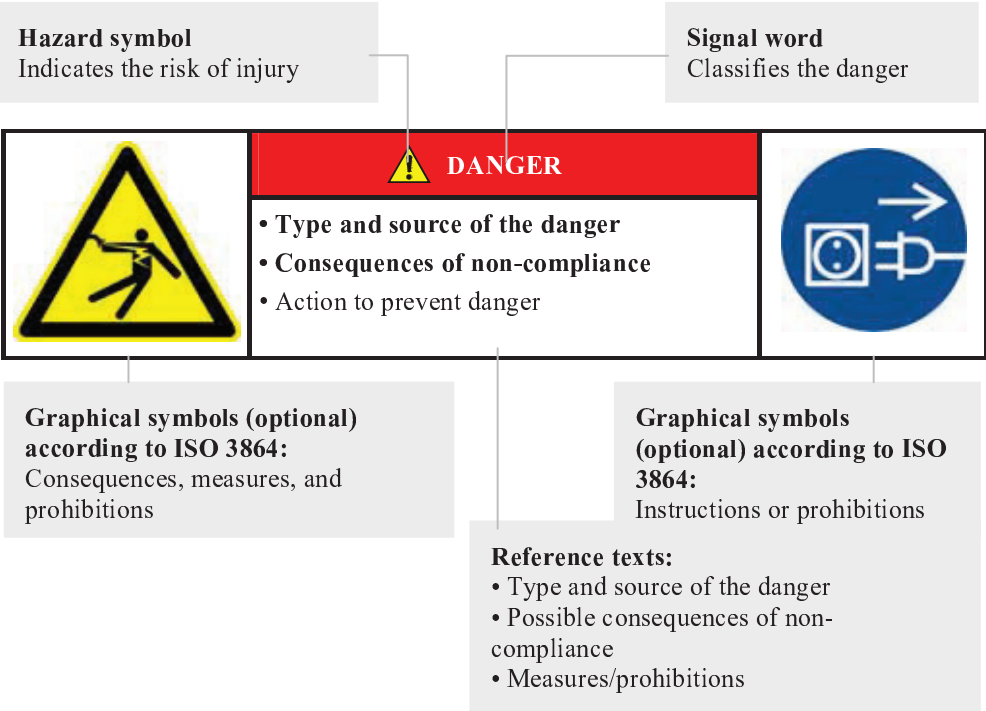 Hazard symbol
Indicates the risk of injury
Signal word
Classifies the danger
DANGER
• Type and source of the danger
• Consequences of non-compliance
• Action to prevent danger
Graphical symbols (optional)
according to ISO 3864:
Consequences, measures, and
prohibitions
Graphical symbols
(optional) according to ISO
3864:
Instructions or prohibitions
Reference texts:
• Type and source of the danger
• Possible consequences of non-
compliance
• Measures/prohibitions